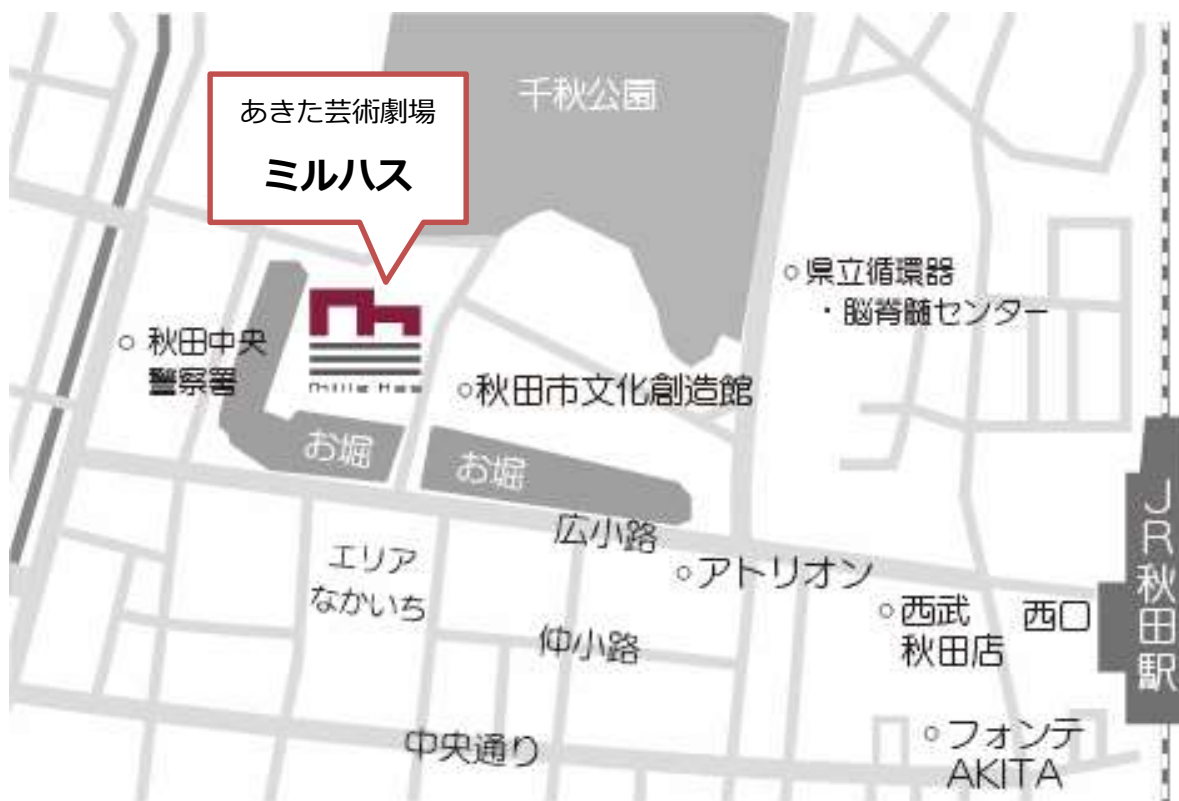 千秋公園
あきた芸術劇場
ミルハス
県立循環器
・脳脊髄センター
秋田中央
警察署
Mille Has
秋田市文化創造館
お堀
お堀
広小路
エリア
なかいち
アトリオン
西武
秋田店
西口
JR秋田駅
仲小路
中央通り
フォンテ
AKITA